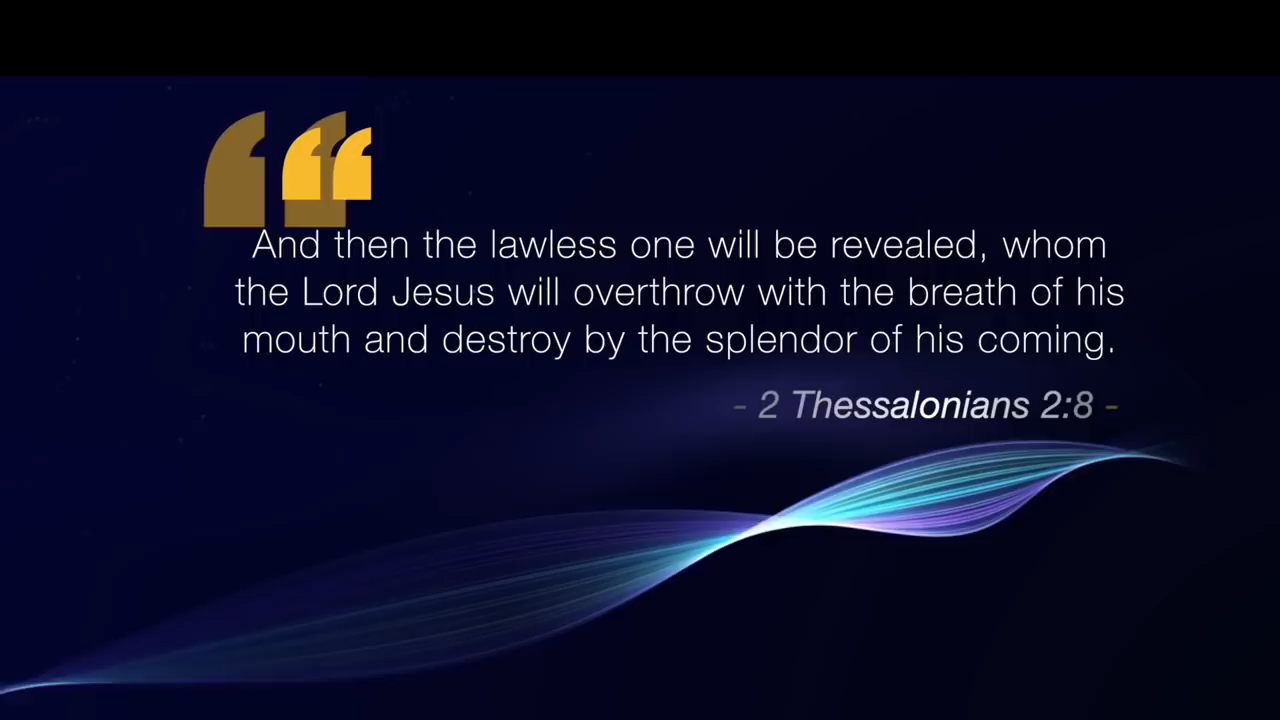 And then the lawless one will be revealed, whom
the Lord Jesus will overthrow with the breath of his
mouth and destroy by the splendor of his coming.
- 2 Thessalonians 2:8 -